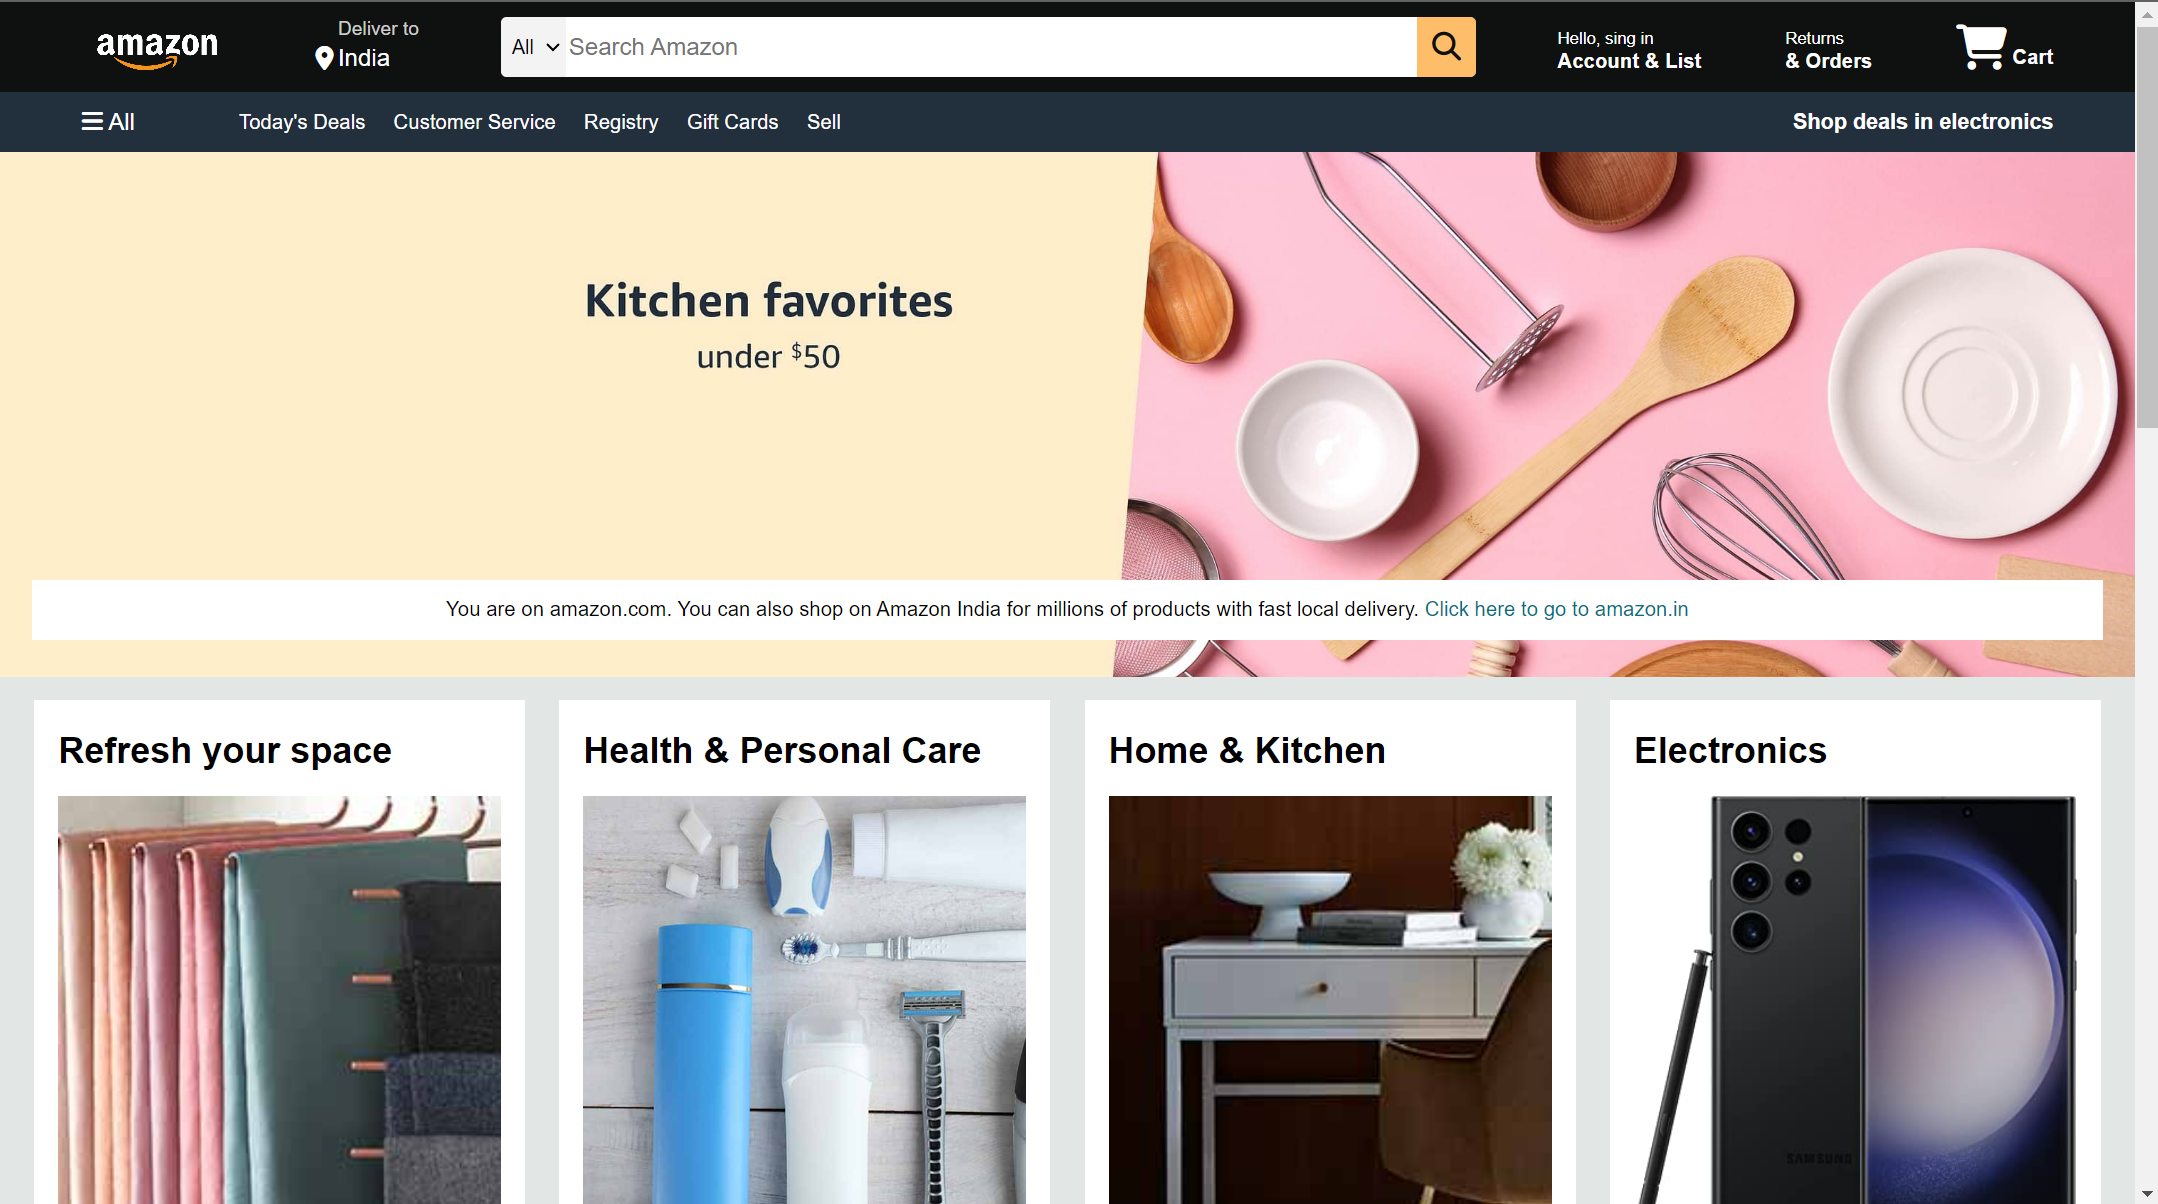 amazon
Deliver to
India
All
Search Amazon
Hello, sing in
Account & List
Returns
& Orders
Cart
All
Today's Deals
Customer Service
Registry
Gift Cards
Sell
Shop deals in electronics
Kitchen favorites
under $50
You are on amazon.com. You can also shop on Amazon India for millions of products with fast local delivery. Click here to go to amazon.in
Refresh your space
Health & Personal Care
Home & Kitchen
Electronics
SAMSUNG